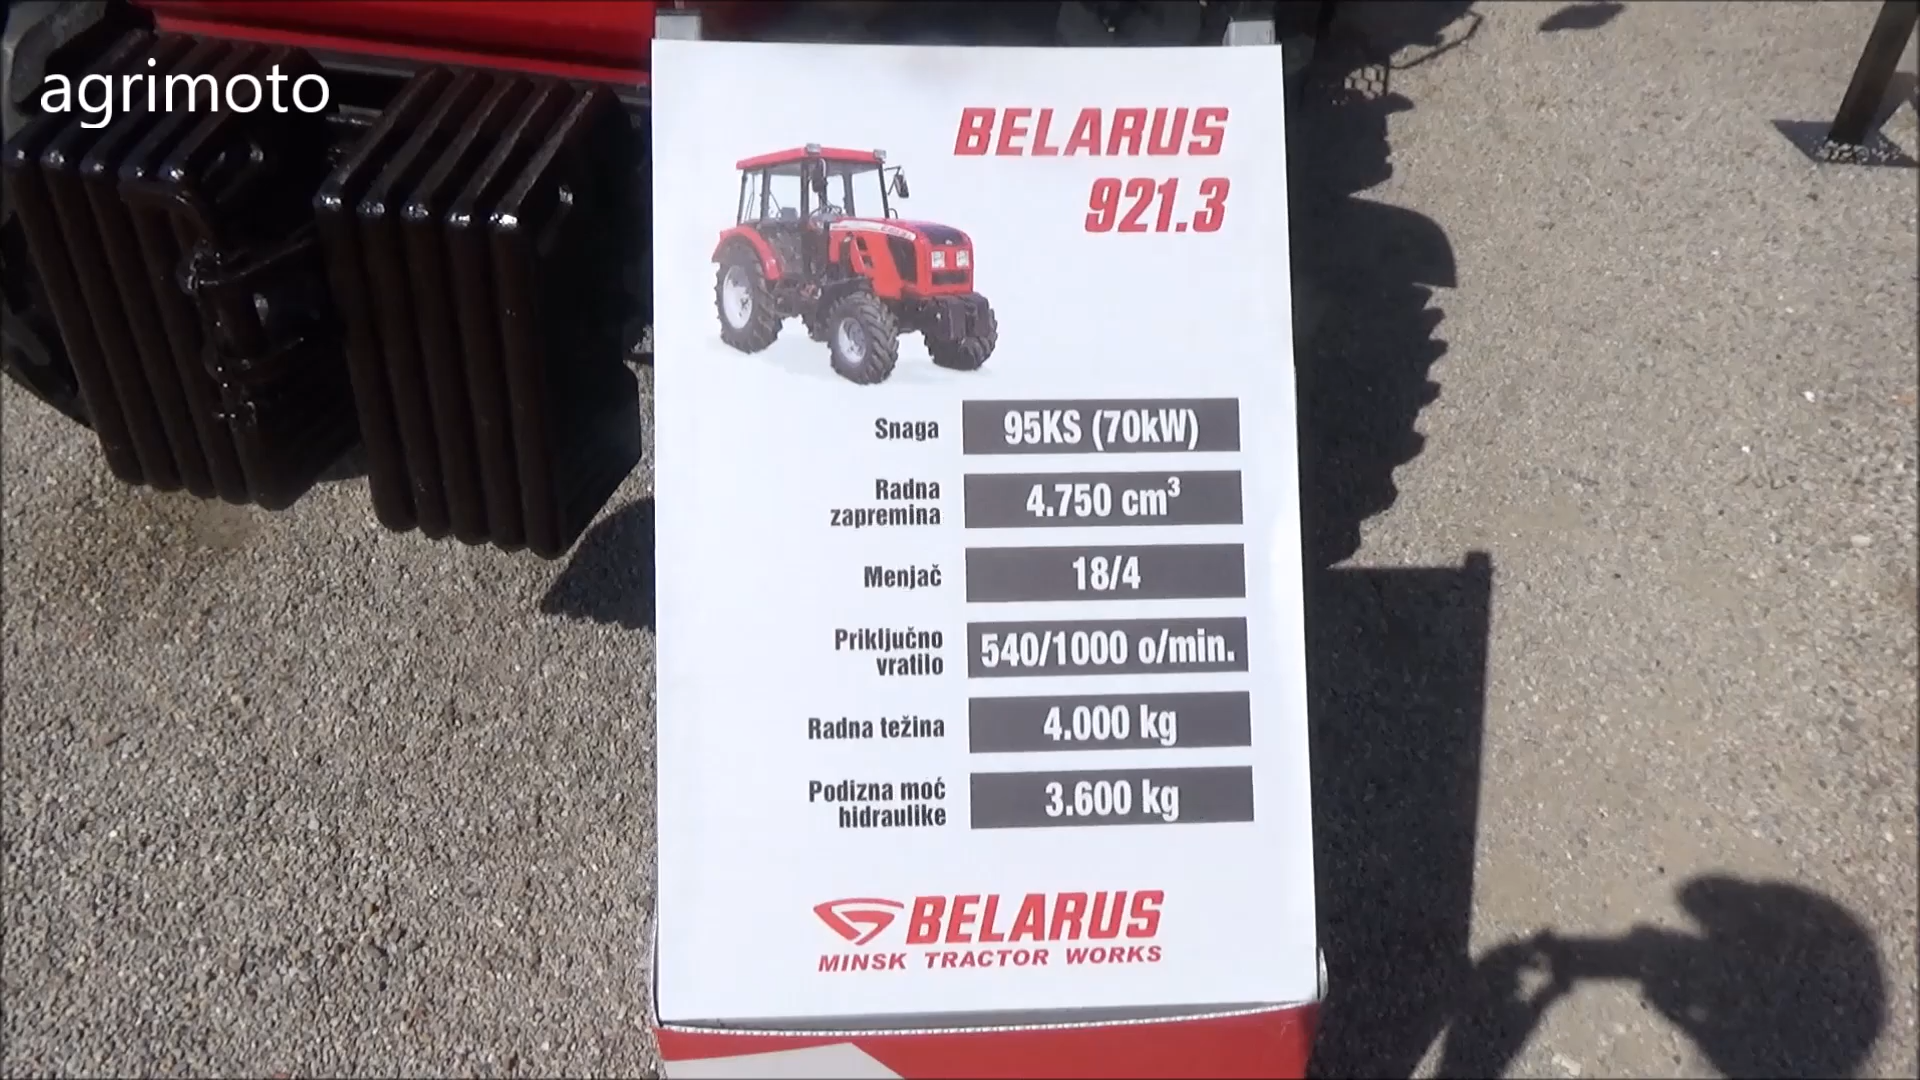 agrimoto
BELARUS
921.3
Snaga 95KS (70kW)
Radna
zapremina 4.750 cm³
Menjač 18/4
Priključno
vratilo 540/1000 o/min.
Radna težina 4.000 kg
Podizna moć
hidraulike 3.600 kg
BELARUS
MINSK TRACTOR WORKS